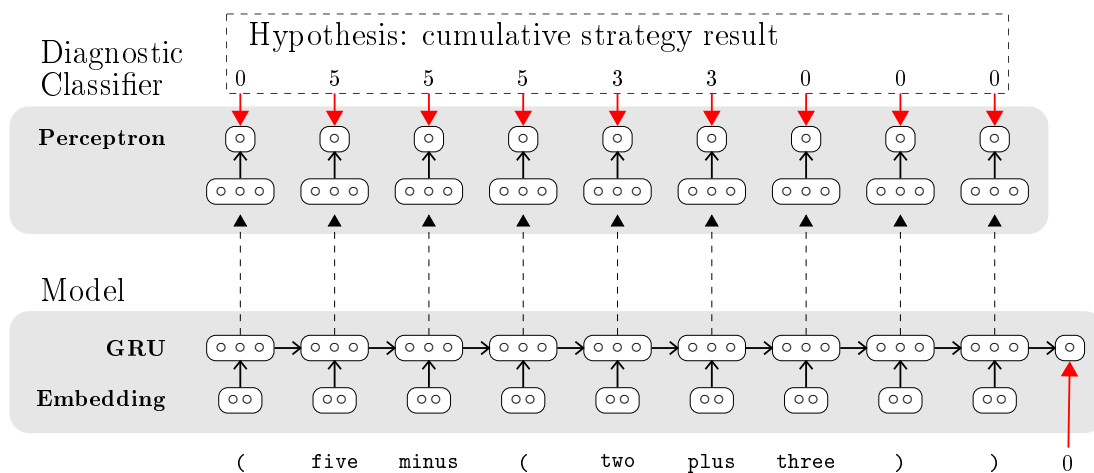 Hypothesis: cumulative strategy result
Diagnostic
Classifier
0 5 5 5 3 3 0 0 0
Perceptron
Model
GRU
Embedding
( five minus ( two plus three ) ) 0